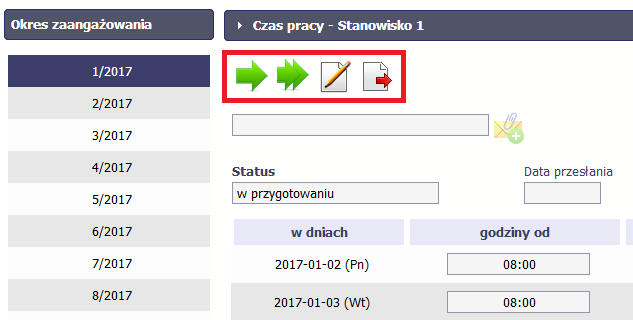 Okres zaangażowania
1/2017
2/2017
3/2017
4/2017
5/2017
6/2017
7/2017
8/2017
Czas pracy - Stanowisko 1
Status
Data przesłania
w przygotowaniu
w dniach
godziny od
2017-01-02 (Pn)
08:00
2017-01-03 (Wt)
08:00